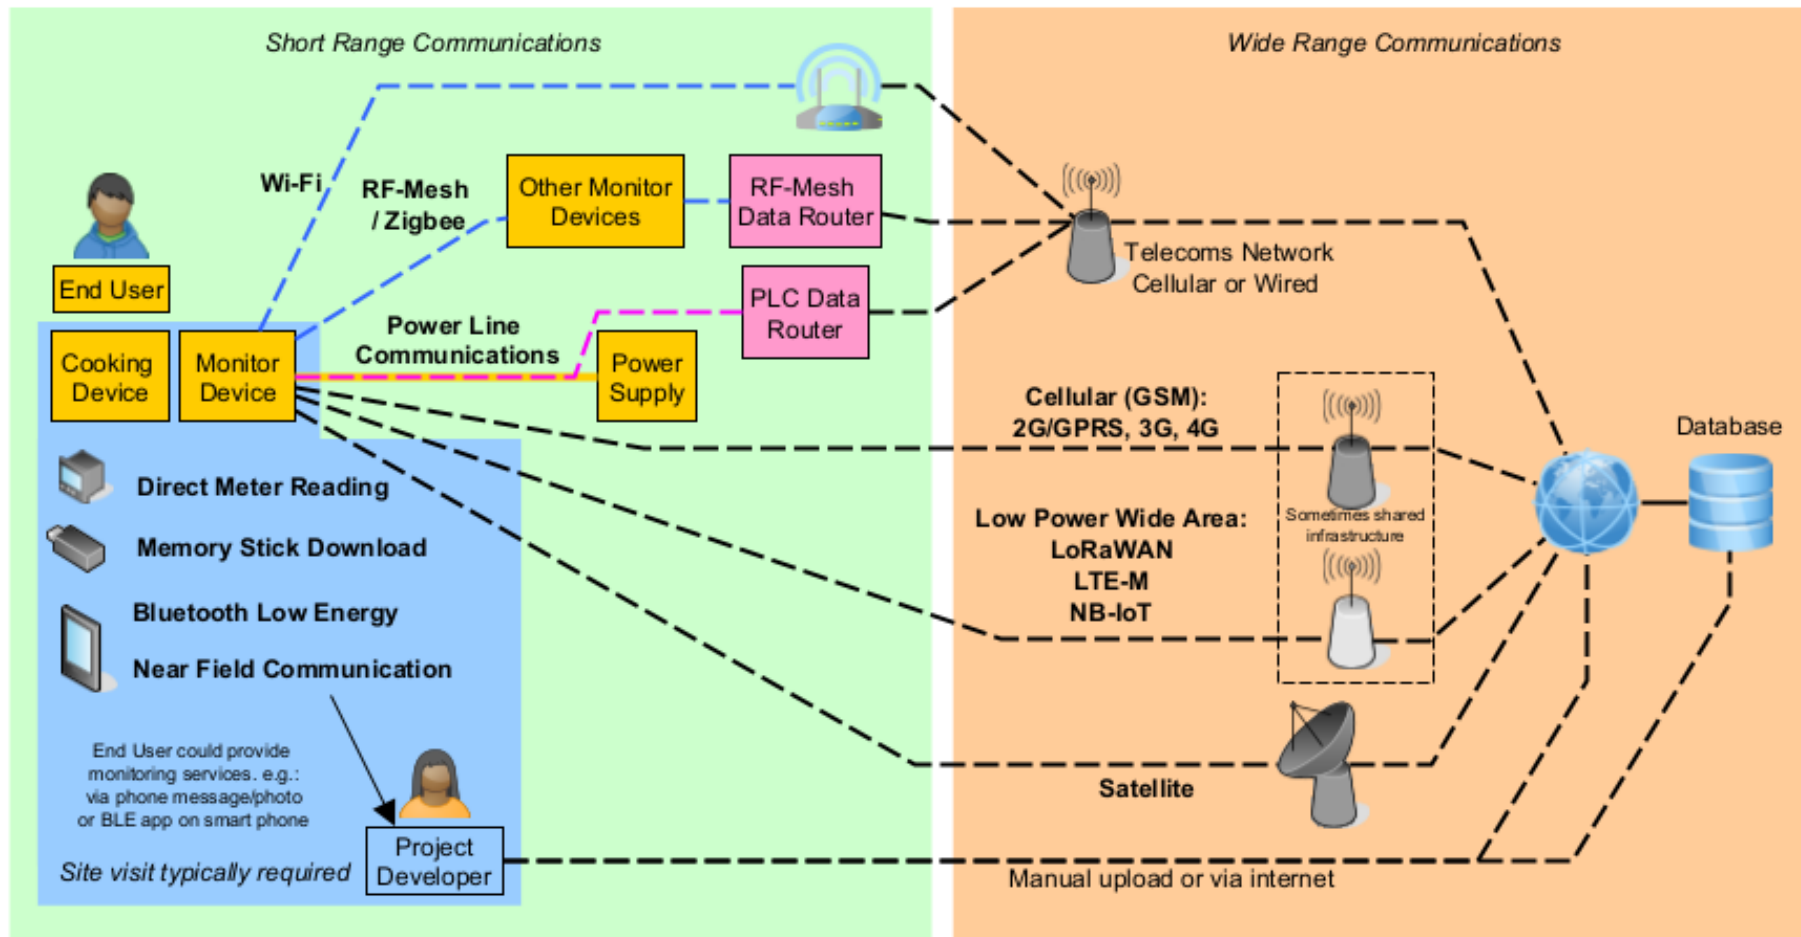 Short Range Communications
Wide Range Communications
Wi-Fi
RF-Mesh
/ Zigbee
Other Monitor
Devices
RF-Mesh
Data Router
Telecoms Network
Cellular or Wired
End User
PLC Data
Router
Power Line
Communications
Cooking
Device
Monitor
Device
Power
Supply
Cellular (GSM):
2G/GPRS, 3G, 4G
Database
Direct Meter Reading
Memory Stick Download
Bluetooth Low Energy
Near Field Communication
Low Power Wide Area:
LoRaWAN
LTE-M
NB-IoT
Sometimes shared
infrastructure
End User could provide
monitoring services. e.g.:
via phone message/photo
or BLE app on smart phone
Satellite
Site visit typically required
Project
Developer
Manual upload or via internet